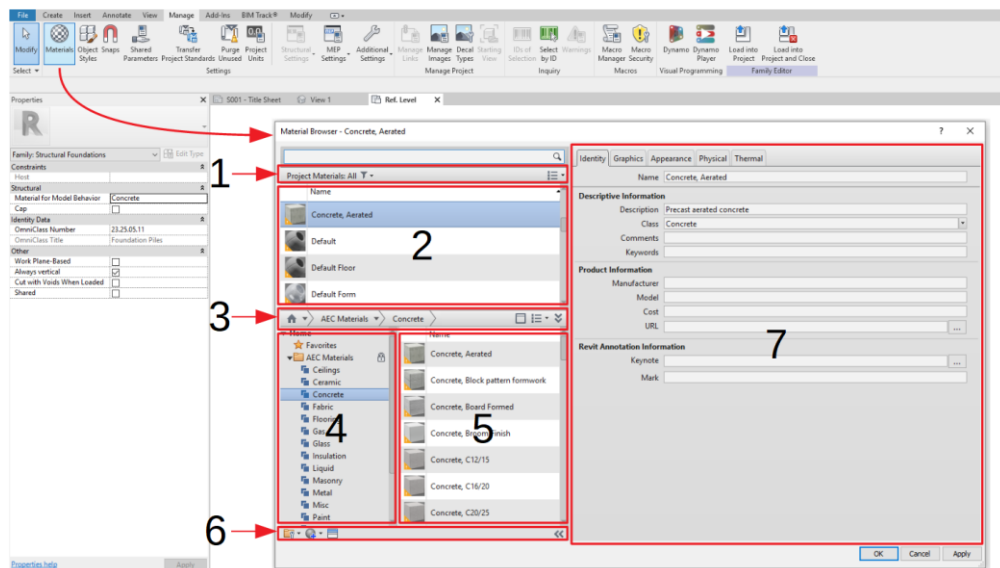 File Create Insert Annotate View Manage Add-Ins BIM Track® Modify
Modify Materials Object Styles Snaps Shared Parameters Transfer Project Standards Purge Unused Project Units Structural Settings MEP Settings Additional Settings Manage Links Manage Images Decal Types Starting View IDs of Selection Select by ID Warnings Macro Manager Macro Security Dynamo Dynamo Player Load into Project Load into Project and Close
Select Settings Manage Project Inquiry Macros Visual Programming Family Editor
Properties
S001 - Title Sheet View 1 Ref. Level
R
Family: Structural Foundations Edit Type
Constraints
Host
Structural
Material for Model Behavior Concrete
Cap
Identity Data
OmniClass Number 23.25.05.11
OmniClass Title Foundation Piles
Other
Work Plane-Based
Always vertical
Cut with Voids When Loaded
Shared
Properties help Apply
Material Browser - Concrete, Aerated ?
1
Project Materials: All
Name
Concrete, Aerated
Default
Default Floor
Default Form
2
3
AEC Materials Concrete
Home
Favorites
AEC Materials
Ceilings
Ceramic
Concrete
Fabric
Flooring
Gas
Glass
Insulation
Liquid
Masonry
Metal
Misc
Paint
4
Name
Concrete, Aerated
Concrete, Block pattern formwork
Concrete, Board Formed
Concrete, Broom Finish
Concrete, C12/15
Concrete, C16/20
Concrete, C20/25
5
6
Identity Graphics Appearance Physical Thermal
Name Concrete, Aerated
Descriptive Information
Description Precast aerated concrete
Class Concrete
Comments
Keywords
Product Information
Manufacturer
Model
Cost
URL ...
Revit Annotation Information
Keynote ...
Mark
7
OK Cancel Apply